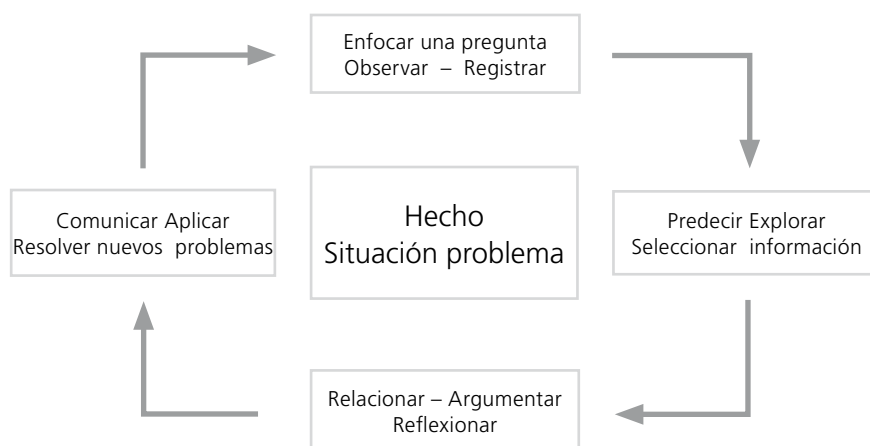 Enfocar una pregunta
Observar – Registrar
Comunicar Aplicar
Resolver nuevos problemas
Hecho
Situación problema
Predecir Explorar
Seleccionar información
Relacionar – Argumentar
Reflexionar